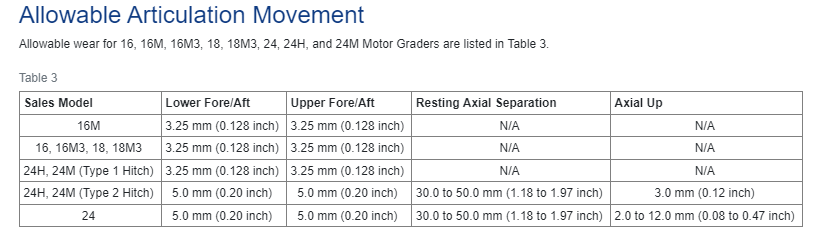 Allowable Articulation Movement
Allowable wear for 16, 16M, 16M3, 18, 18M3, 24, 24H, and 24M Motor Graders are listed in Table 3.
Table 3
Sales Model Lower Fore/Aft Upper Fore/Aft Resting Axial Separation Axial Up
16M 3.25 mm (0.128 inch) 3.25 mm (0.128 inch) N/A N/A
16, 16M3, 18, 18M3 3.25 mm (0.128 inch) 3.25 mm (0.128 inch) N/A N/A
24H, 24M (Type 1 Hitch) 3.25 mm (0.128 inch) 3.25 mm (0.128 inch) N/A N/A
24H, 24M (Type 2 Hitch) 5.0 mm (0.20 inch) 5.0 mm (0.20 inch) 30.0 to 50.0 mm (1.18 to 1.97 inch) 3.0 mm (0.12 inch)
24 5.0 mm (0.20 inch) 5.0 mm (0.20 inch) 30.0 to 50.0 mm (1.18 to 1.97 inch) 2.0 to 12.0 mm (0.08 to 0.47 inch)